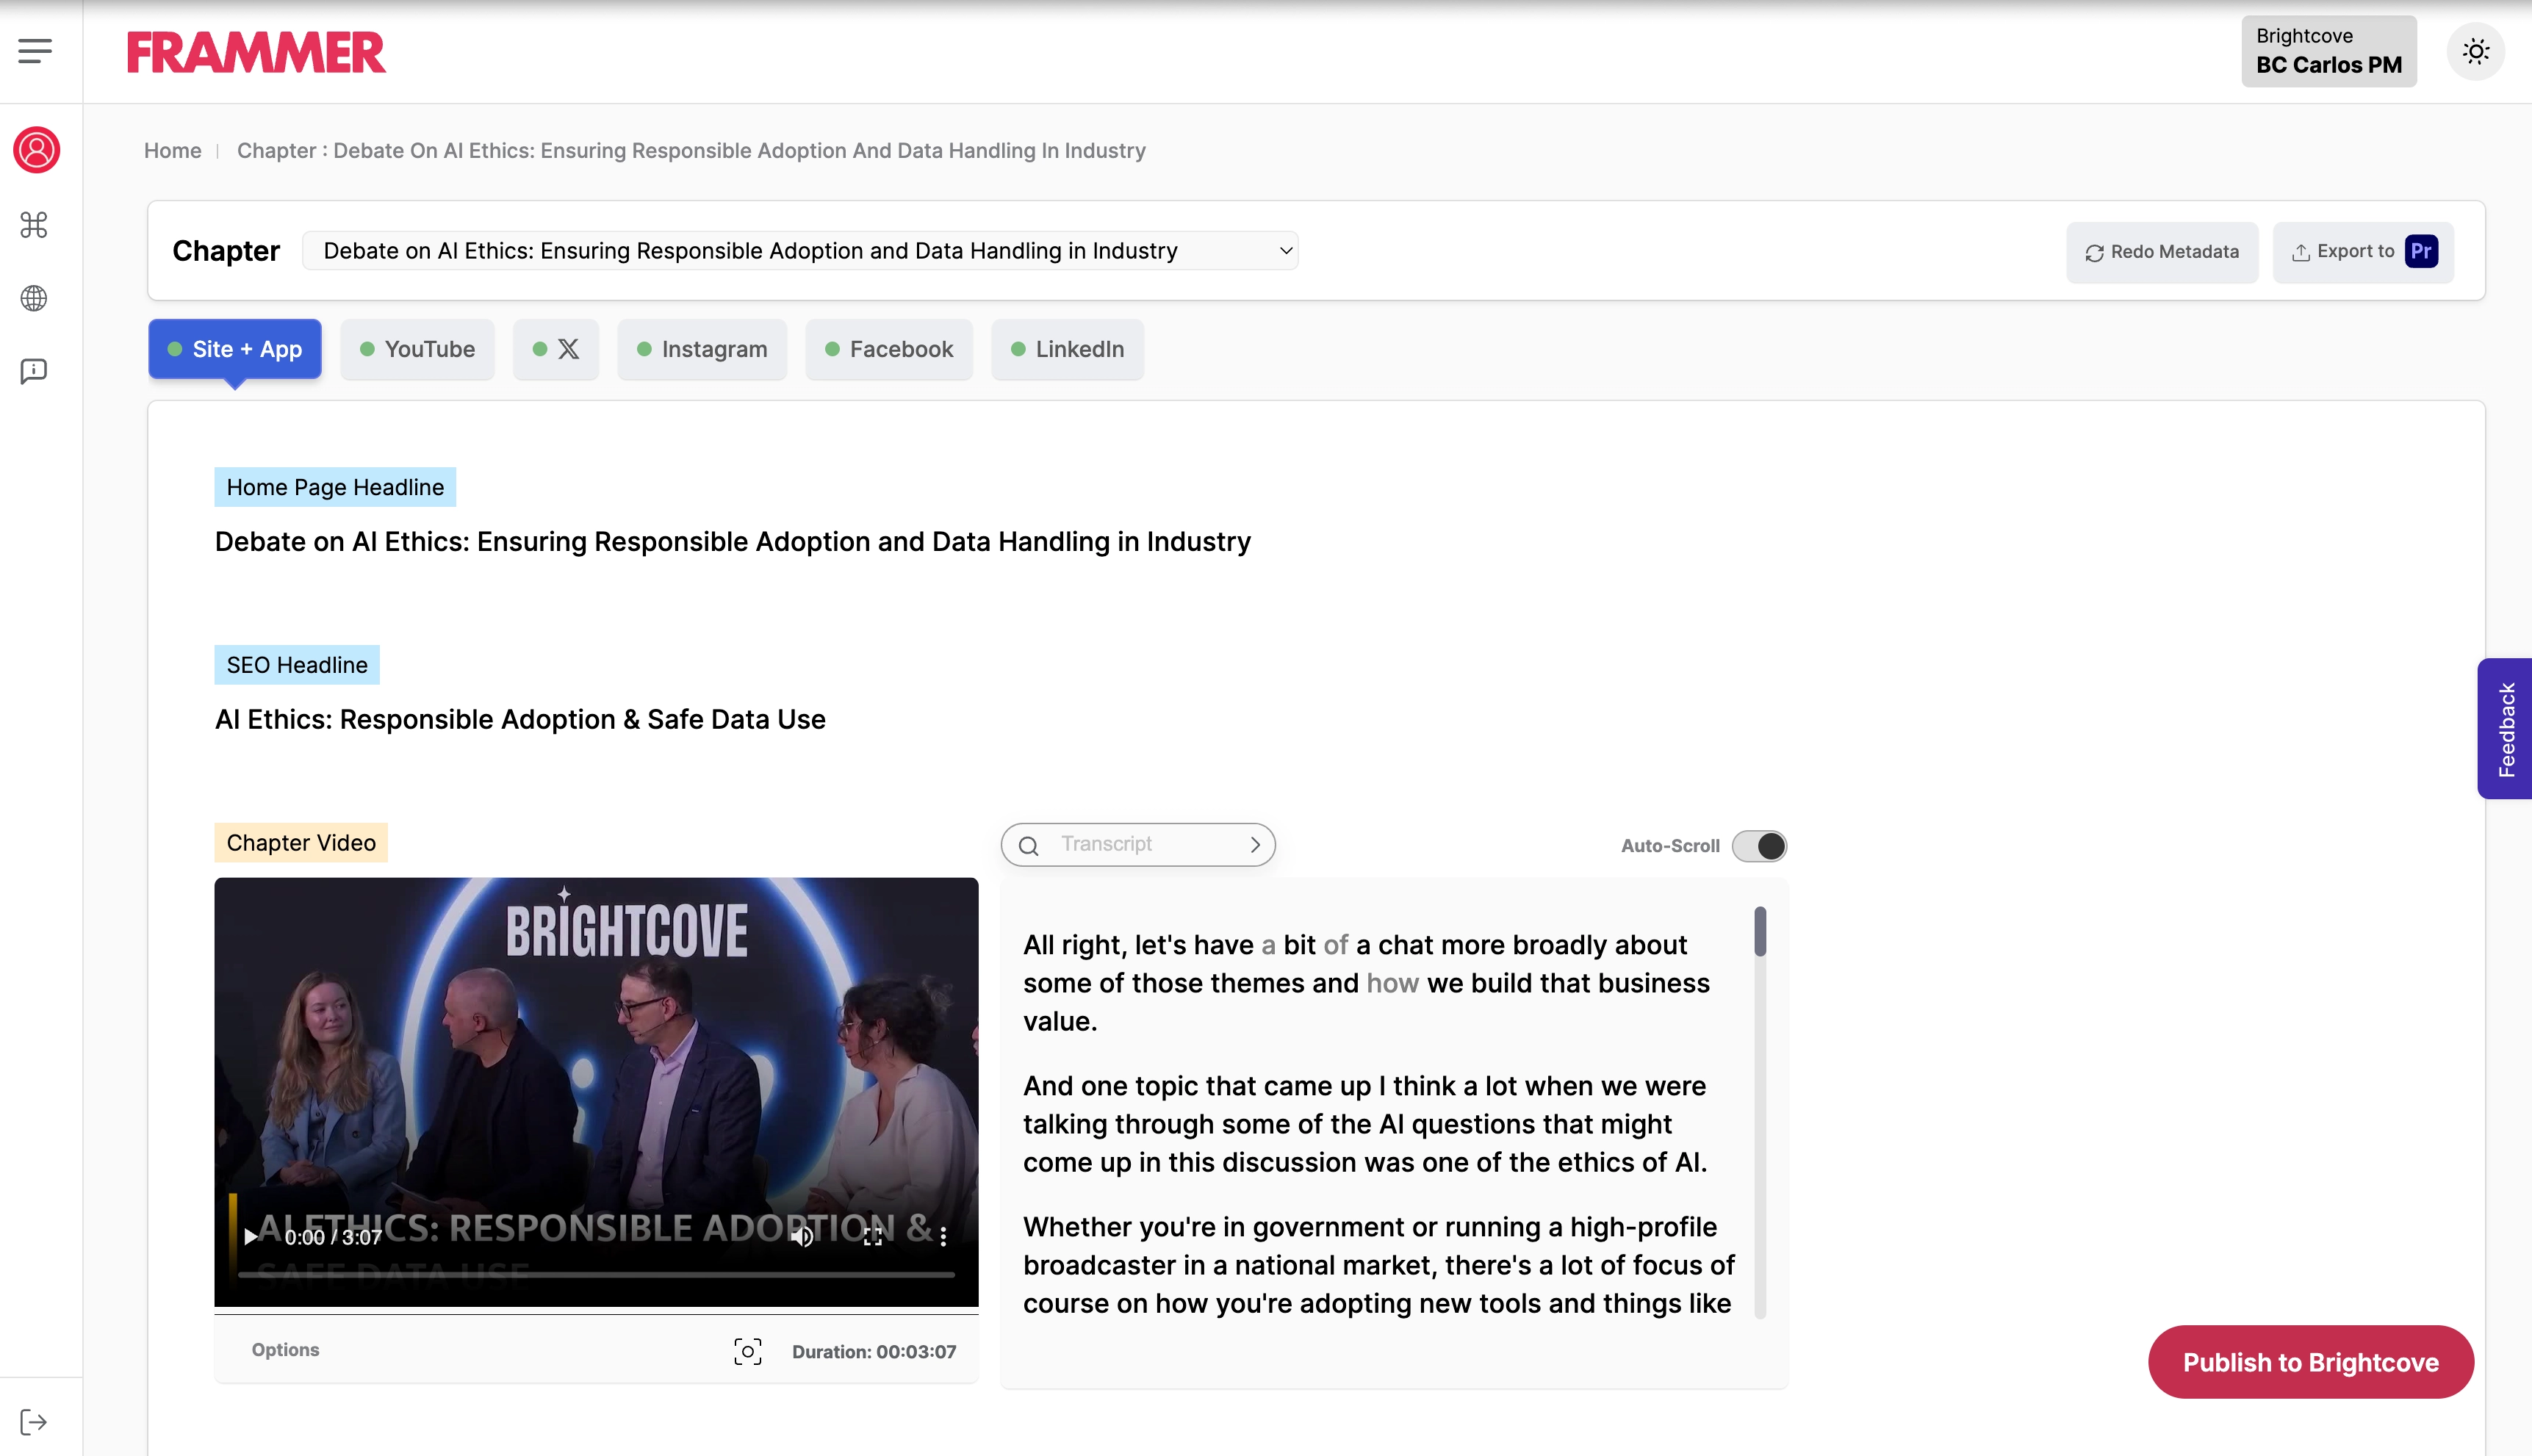 FRAMMER
Brightcove
BC Carlos PM
Home
Chapter : Debate On AI Ethics: Ensuring Responsible Adoption And Data Handling In Industry
Chapter
Debate on AI Ethics: Ensuring Responsible Adoption and Data Handling in Industry
Redo Metadata
Export to Pr
Site + App
YouTube
X
Instagram
Facebook
LinkedIn
Home Page Headline
Debate on AI Ethics: Ensuring Responsible Adoption and Data Handling in Industry
SEO Headline
AI Ethics: Responsible Adoption & Safe Data Use
Feedback
Chapter Video
BRIGHTCOVE
AI ETHICS: RESPONSIBLE ADOPTION &
SAFE DATA USE
0:00 / 3:07
Options
Duration: 00:03:07
Transcript
Auto-Scroll
All right, let's have a bit of a chat more broadly about
some of those themes and how we build that business
value.
And one topic that came up I think a lot when we were
talking through some of the AI questions that might
come up in this discussion was one of the ethics of AI.
Whether you're in government or running a high-profile
broadcaster in a national market, there's a lot of focus of
course on how you're adopting new tools and things like
Publish to Brightcove